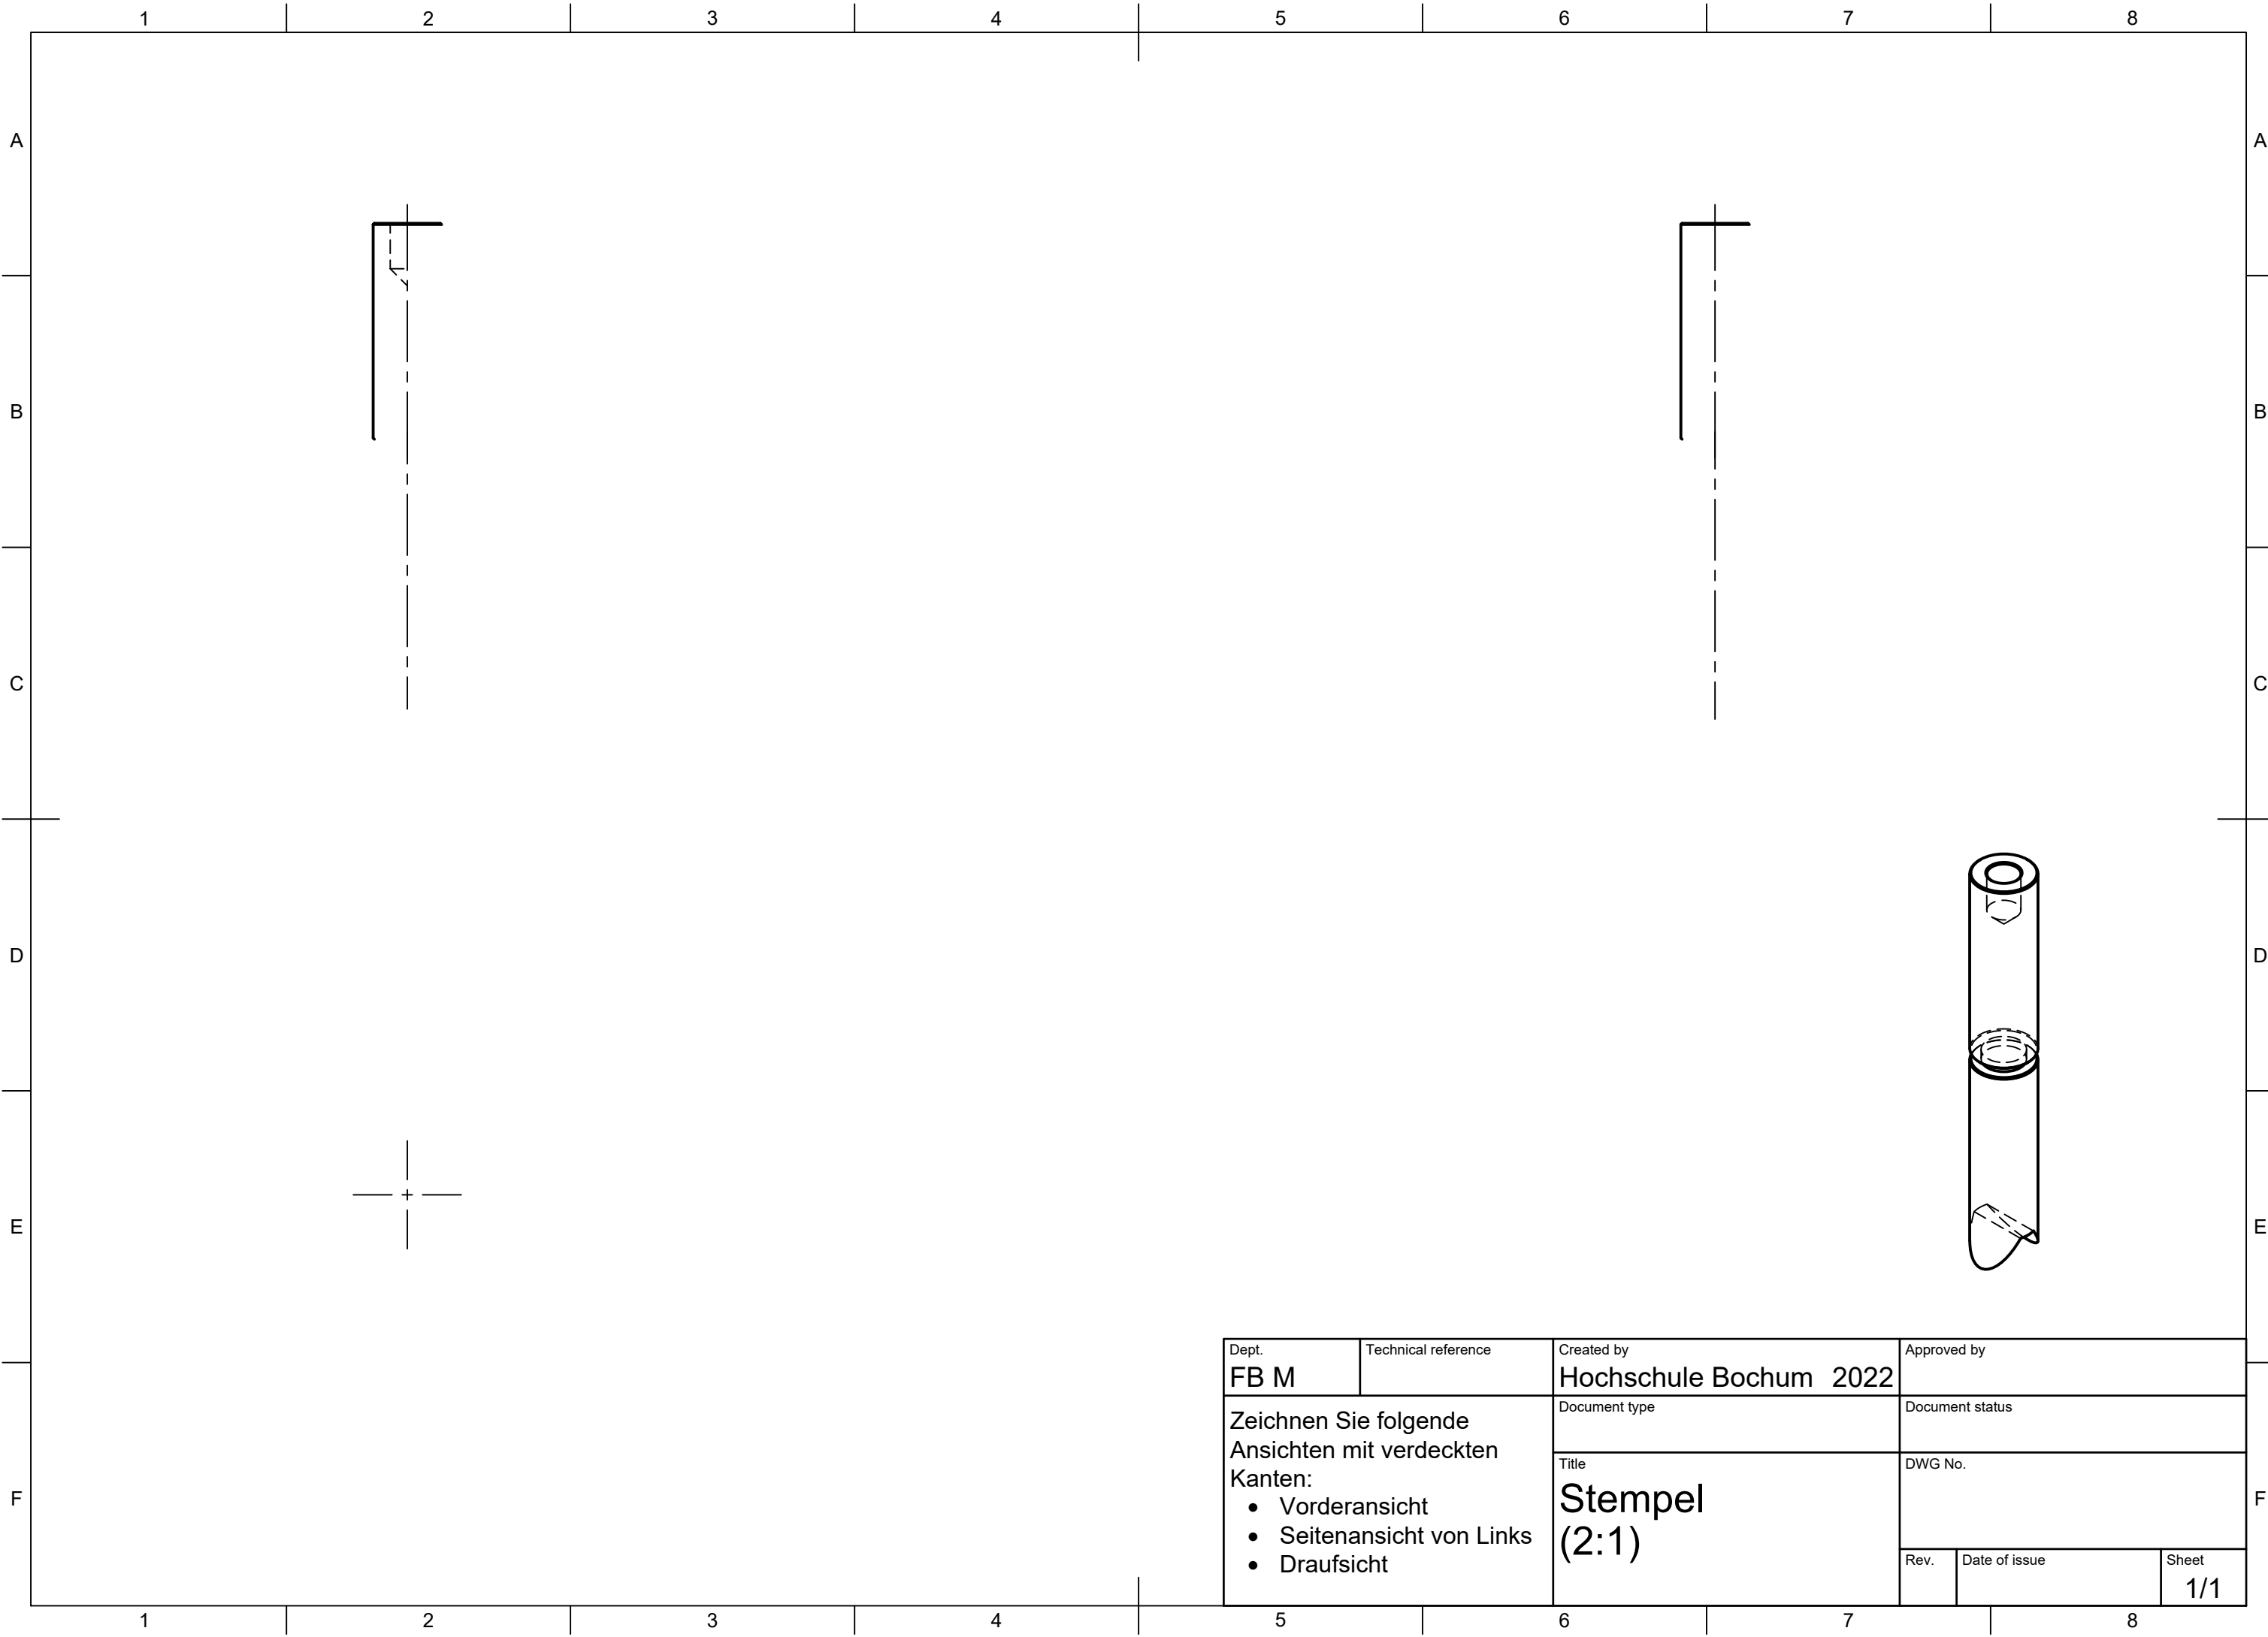 1 2 3 4 5 6 7 8
A A
B B
C C
D D
E E
Dept.
FB M
Technical reference
Created by
Hochschule Bochum 2022
Approved by
Zeichnen Sie folgende
Ansichten mit verdeckten
Kanten:
• Vorderansicht
• Seitenansicht von Links
• Draufsicht
Document type
Document status
Title
Stempel
(2:1)
DWG No.
F F
Rev.
Date of issue
Sheet
1/1
1 2 3 4 5 6 7 8